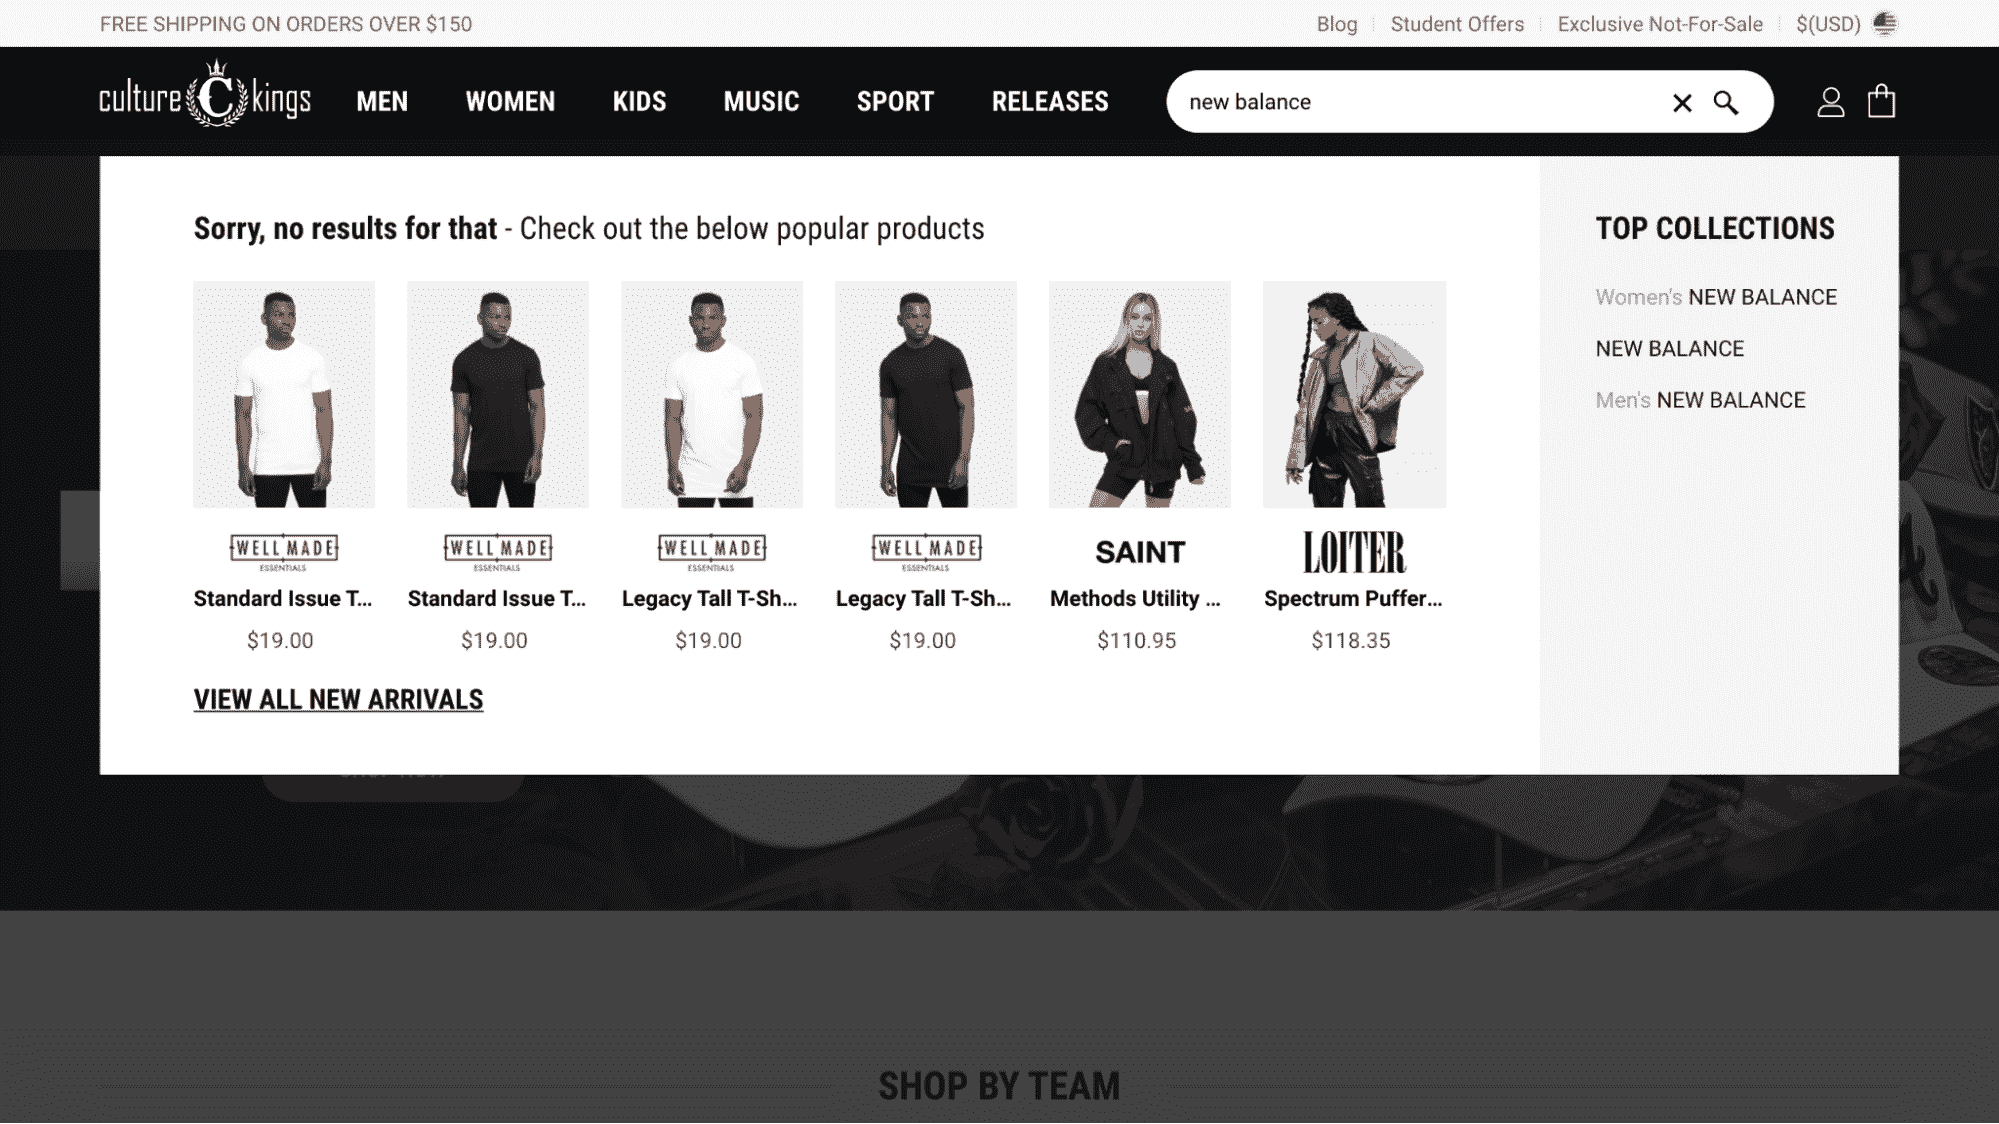 FREE SHIPPING ON ORDERS OVER $150
Blog
Student Offers
Exclusive Not-For-Sale
$(USD)
culture C kings
MEN
WOMEN
KIDS
MUSIC
SPORT
RELEASES
new balance
Sorry, no results for that - Check out the below popular products
WELL MADE
ESSENTIALS
Standard Issue T...
$19.00
WELL MADE
ESSENTIALS
Standard Issue T...
$19.00
WELL MADE
ESSENTIALS
Legacy Tall T-Sh...
$19.00
WELL MADE
ESSENTIALS
Legacy Tall T-Sh...
$19.00
SAINT
Methods Utility ...
$110.95
LOITER
Spectrum Puffer...
$118.35
VIEW ALL NEW ARRIVALS
TOP COLLECTIONS
Women's NEW BALANCE
NEW BALANCE
Men's NEW BALANCE
SHOP BY TEAM